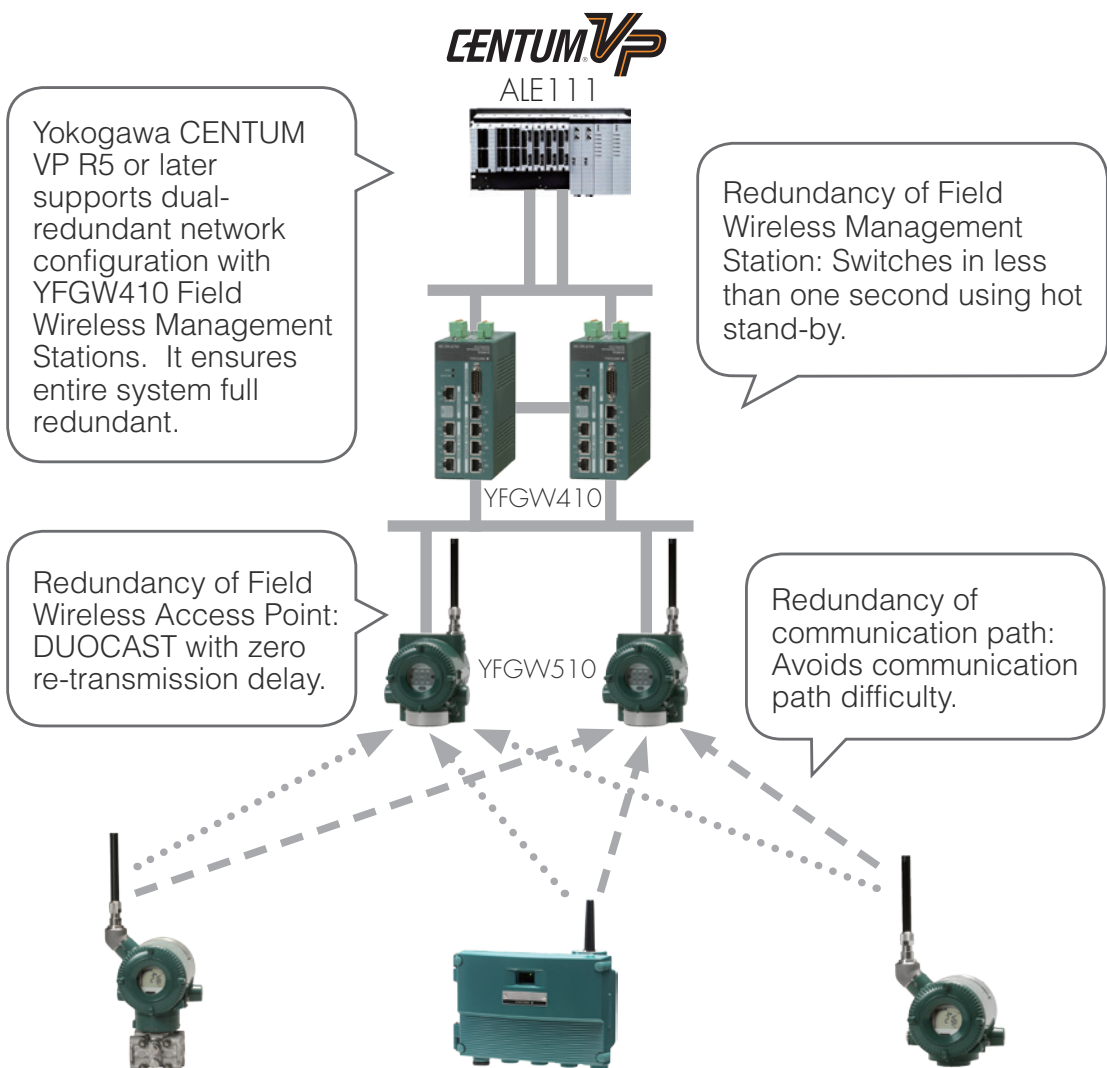 CENTUM VP
ALE111
Yokogawa CENTUM
VP R5 or later
supports dual-
redundant network
configuration with
YFGW410 Field
Wireless Management
Stations.  It ensures
entire system full
redundant.
Redundancy of Field
Wireless Management
Station: Switches in less
than one second using hot
stand-by.
YFGW410
Redundancy of Field
Wireless Access Point:
DUOCAST with zero
re-transmission delay.
YFGW510
Redundancy of
communication path:
Avoids communication
path difficulty.